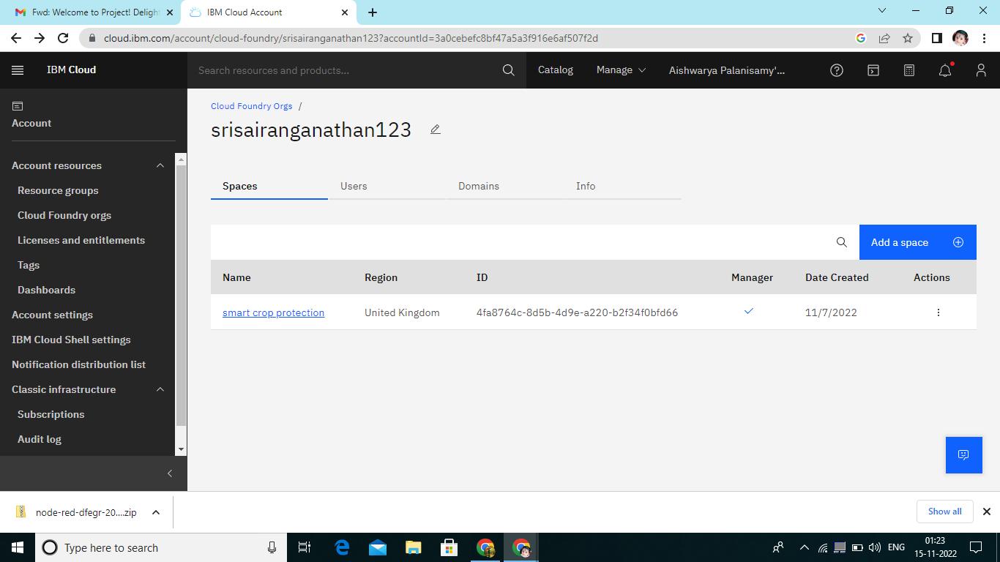 Fwd: Welcome to Project! Deligh
IBM Cloud Account
cloud.ibm.com/account/cloud-foundry/srisairanganathan123?accountId=3a0cebefc8bf47a5a3f916e6af507f2d
IBM Cloud
Search resources and products...
Catalog
Manage
Aishwarya Palanisamy'...
Account
Account resources
Resource groups
Cloud Foundry orgs
Licenses and entitlements
Tags
Dashboards
Account settings
IBM Cloud Shell settings
Notification distribution list
Classic infrastructure
Subscriptions
Audit log
Cloud Foundry Orgs /
srisairanganathan123
Spaces Users Domains Info
Add a space
Name Region ID Manager Date Created Actions
smart crop protection United Kingdom 4fa8764c-8d5b-4d9e-a220-b2f34f0bfd66 11/7/2022
node-red-dfegr-20....zip
Show all
Type here to search
ENG
01:23
15-11-2022